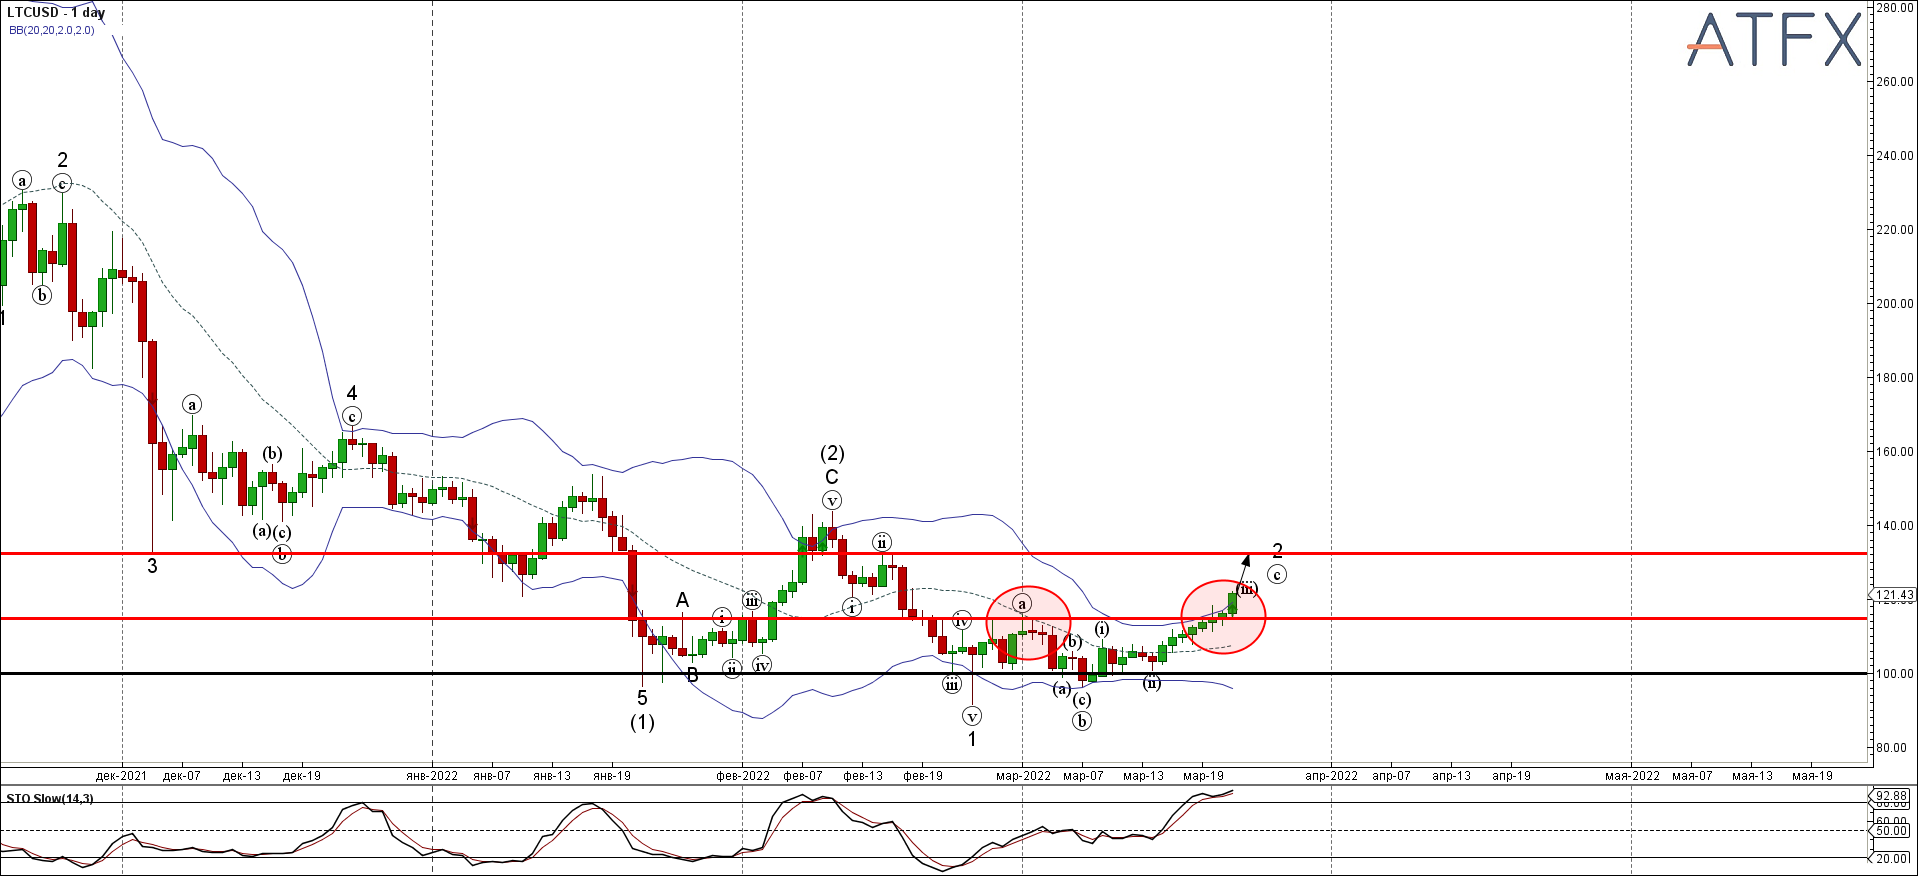 LTCUSD - 1 day
BB(20,20,2.0,2.0)
ATFX
280.00
260.00
240.00
220.00
200.00
180.00
160.00
140.00
121.43
100.00
80.00
a
2
c
b
1
3
a
(b)
(a)
(c)
b
4
c
5
(1)
A
B
i
ii
iii
iv
(2)
C
v
i
ii
iii
iv
v
1
a
(b)
(a)
(c)
b
(i)
(ii)
(iii)
2
c
дек-2021 дек-07 дек-13 дек-19 янв-2022 янв-07 янв-13 янв-19 фев-2022 фев-07 фев-13 фев-19 мар-2022 мар-07 мар-13 мар-19 апр-2022 апр-07 апр-13 апр-19 мая-2022 мая-07 мая-13 мая-19
STO Slow(14,3)
92.88
80.00
60.00
50.00
20.00